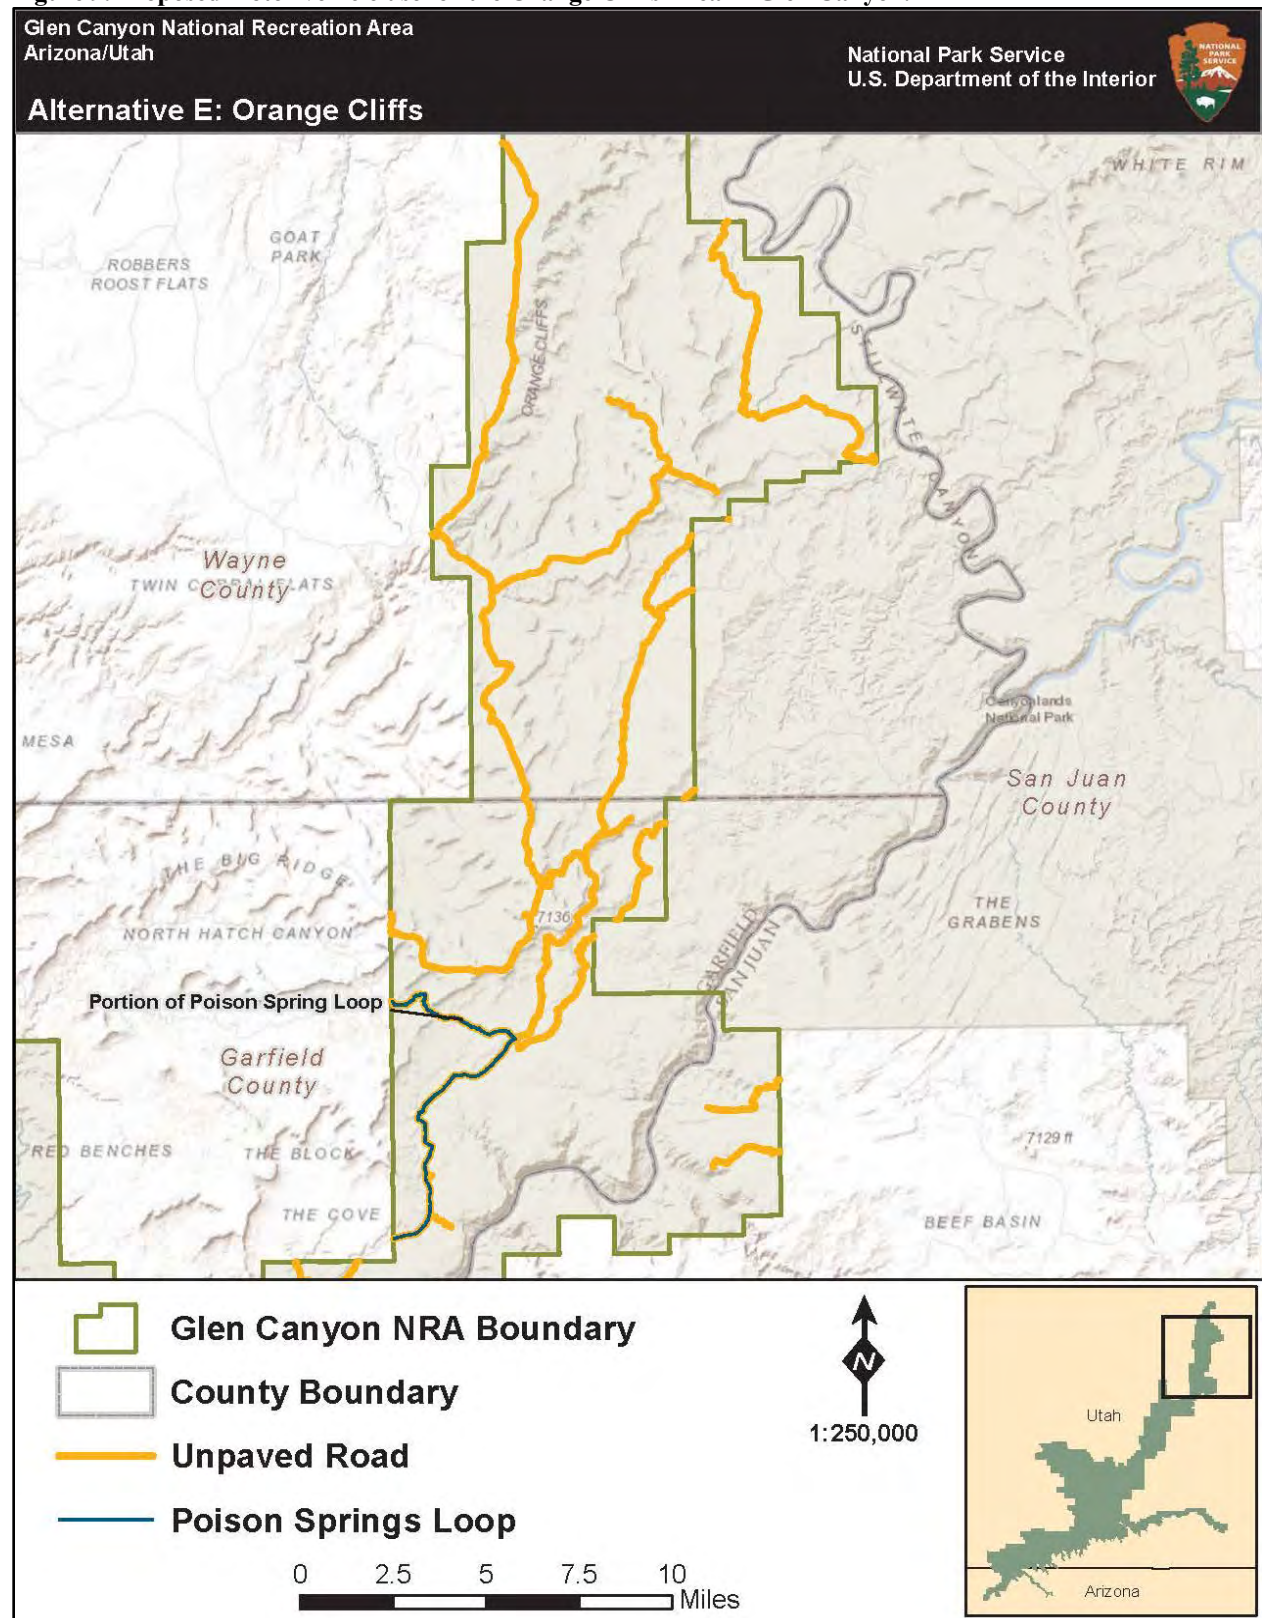 Glen Canyon National Recreation Area
Arizona/Utah
National Park Service
U.S. Department of the Interior
NATIONAL
PARK
SERVICE
Alternative E: Orange Cliffs
WHITE RIM
GOAT
PARK
ROBBERS
ROOST FLATS
ORANGE CLIFFS
STILLWATER CANYON
Wayne
County
Canyonlands
National Park
MESA
San Juan
County
THE BIG RIDGE
THE
GRABENS
7136
NORTH HATCH CANYON
GARFIELD
SAN JUAN
Portion of Poison Spring Loop
Garfield
County
RED BENCHES
THE BLOCK
7129 ft
THE COVE
BEEF BASIN
Glen Canyon NRA Boundary
County Boundary
Unpaved Road
Poison Springs Loop
N
1:250,000
0 2.5 5 7.5 10
Miles
Utah
Arizona